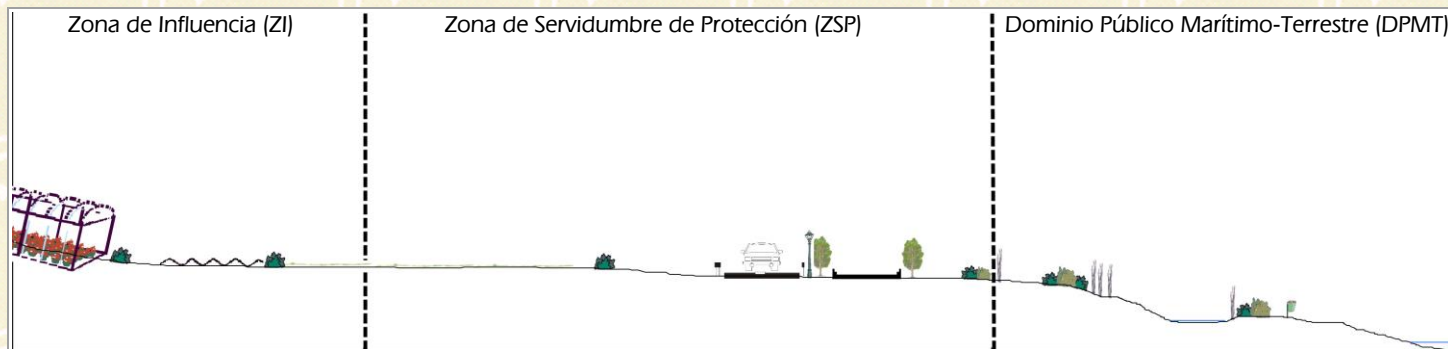 Zona de Influencia (ZI)
Zona de Servidumbre de Protección (ZSP)
Dominio Público Marítimo-Terrestre (DPMT)